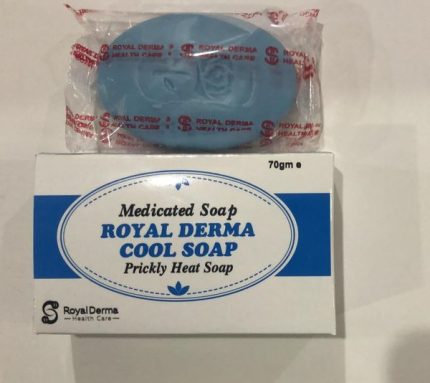 ROYAL DERMA
HEALTH CARE
ROYAL DERMA
HEALTH CARE
ROYAL DERMA
HEALTH CARE
ROYAL DERMA
HEALTH CARE
70gm e
Medicated Soap
ROYAL DERMA
COOL SOAP
Prickly Heat Soap
Royal Derma
Health Care